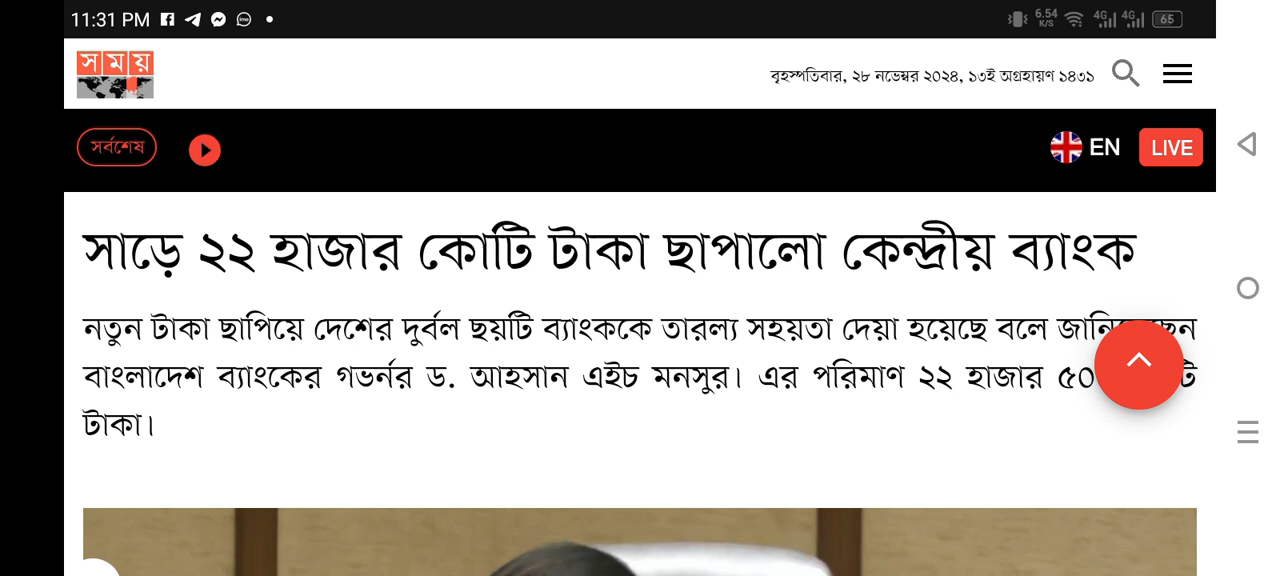 11:31 PM
6.54 K/S 4G 4G 65
সময়
বৃহস্পতিবার, ২৮ নভেম্বর ২০২৪, ১৩ই অগ্রহায়ণ ১৪৩১
সর্বশেষ
EN LIVE
সাড়ে ২২ হাজার কোটি টাকা ছাপালো কেন্দ্রীয় ব্যাংক
নতুন টাকা ছাপিয়ে দেশের দুর্বল ছয়টি ব্যাংককে তারল্য সহয়তা দেয়া হয়েছে বলে
বাংলাদেশ ব্যাংকের গভর্নর ড. আহসান এইচ মনসুর। এর পরিমাণ ২২ হাজার
টাকা।